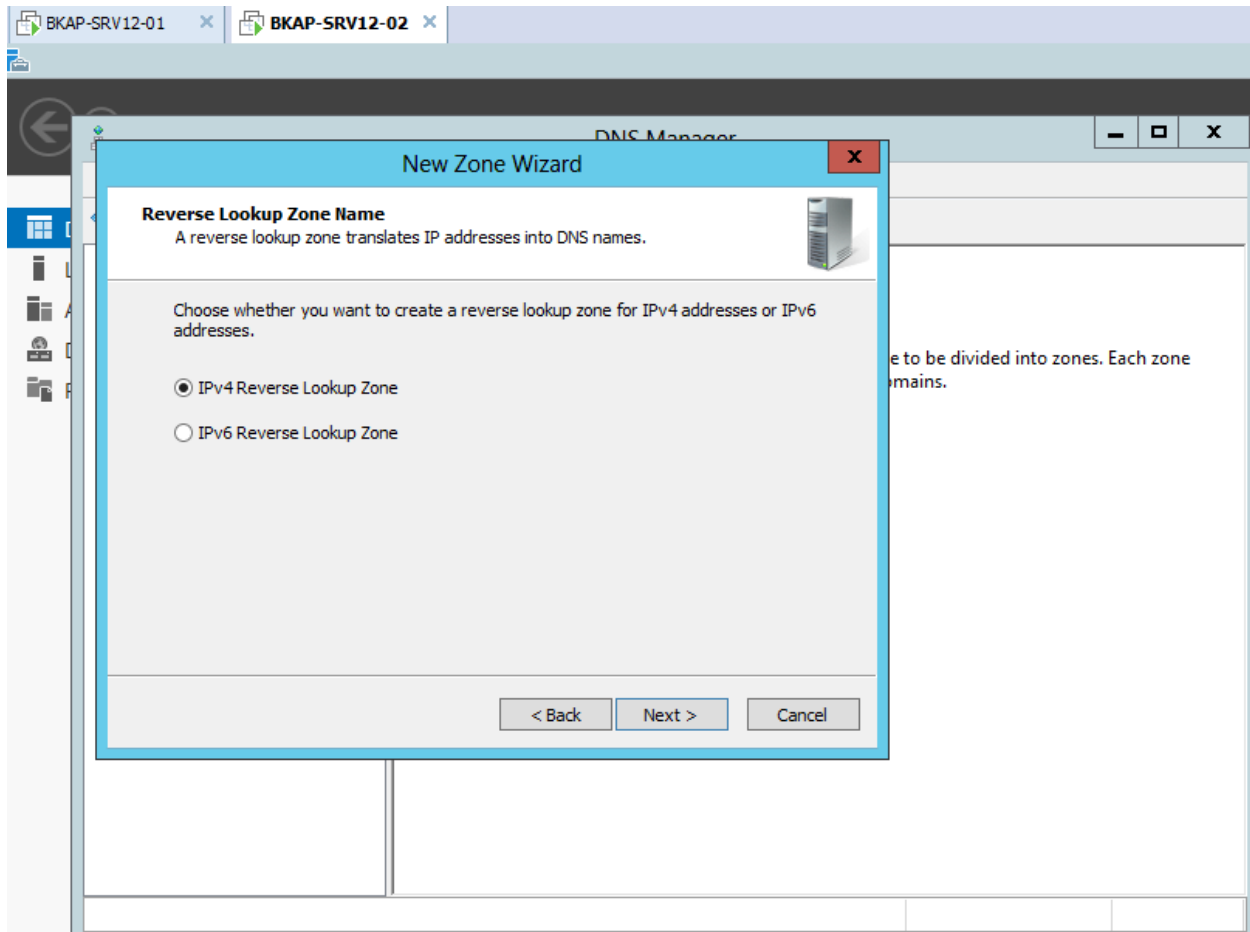 BKAP-SRV12-01
BKAP-SRV12-02
DNS Manager
New Zone Wizard
Reverse Lookup Zone Name
A reverse lookup zone translates IP addresses into DNS names.
Choose whether you want to create a reverse lookup zone for IPv4 addresses or IPv6
addresses.
e to be divided into zones. Each zone
mains.
IPv4 Reverse Lookup Zone
IPv6 Reverse Lookup Zone
< Back
Next >
Cancel